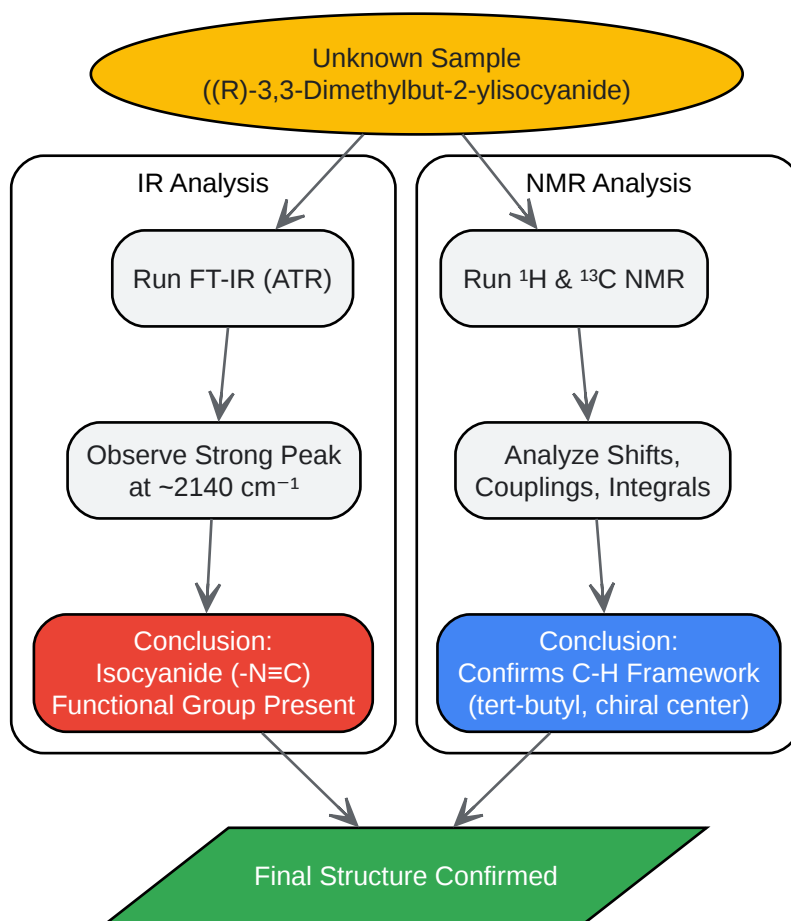 Unknown Sample
((R)-3,3-Dimethylbut-2-ylisocyanide)
IR Analysis
NMR Analysis
Run FT-IR (ATR)
Run ¹H & ¹³C NMR
Observe Strong Peak
at ~2140 cm⁻¹
Analyze Shifts,
Couplings, Integrals
Conclusion:
Isocyanide (-N≡C)
Functional Group Present
Conclusion:
Confirms C-H Framework
(tert-butyl, chiral center)
Final Structure Confirmed